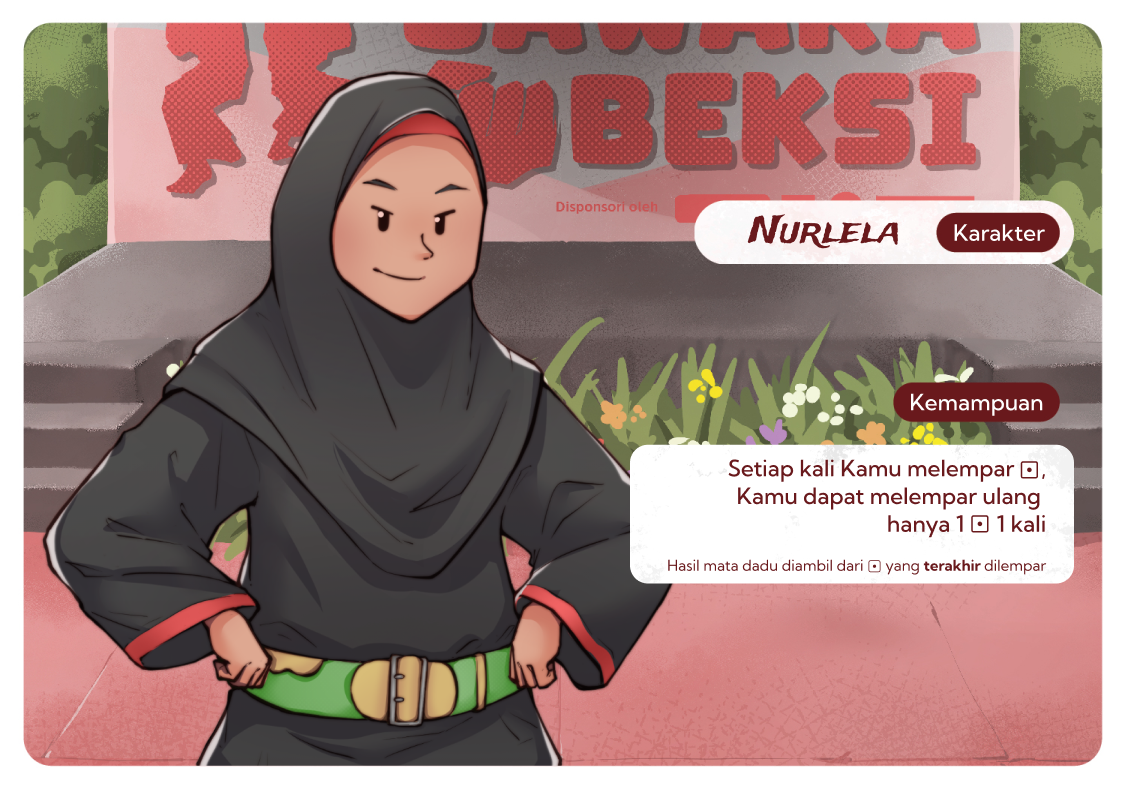 JAWARA
BEKSI
Disponsori oleh
NURLELA
Karakter
Kemampuan
Setiap kali Kamu melempar ⚀,
Kamu dapat melempar ulang
hanya 1 ⚀ 1 kali
Hasil mata dadu diambil dari ⚀ yang terakhir dilempar